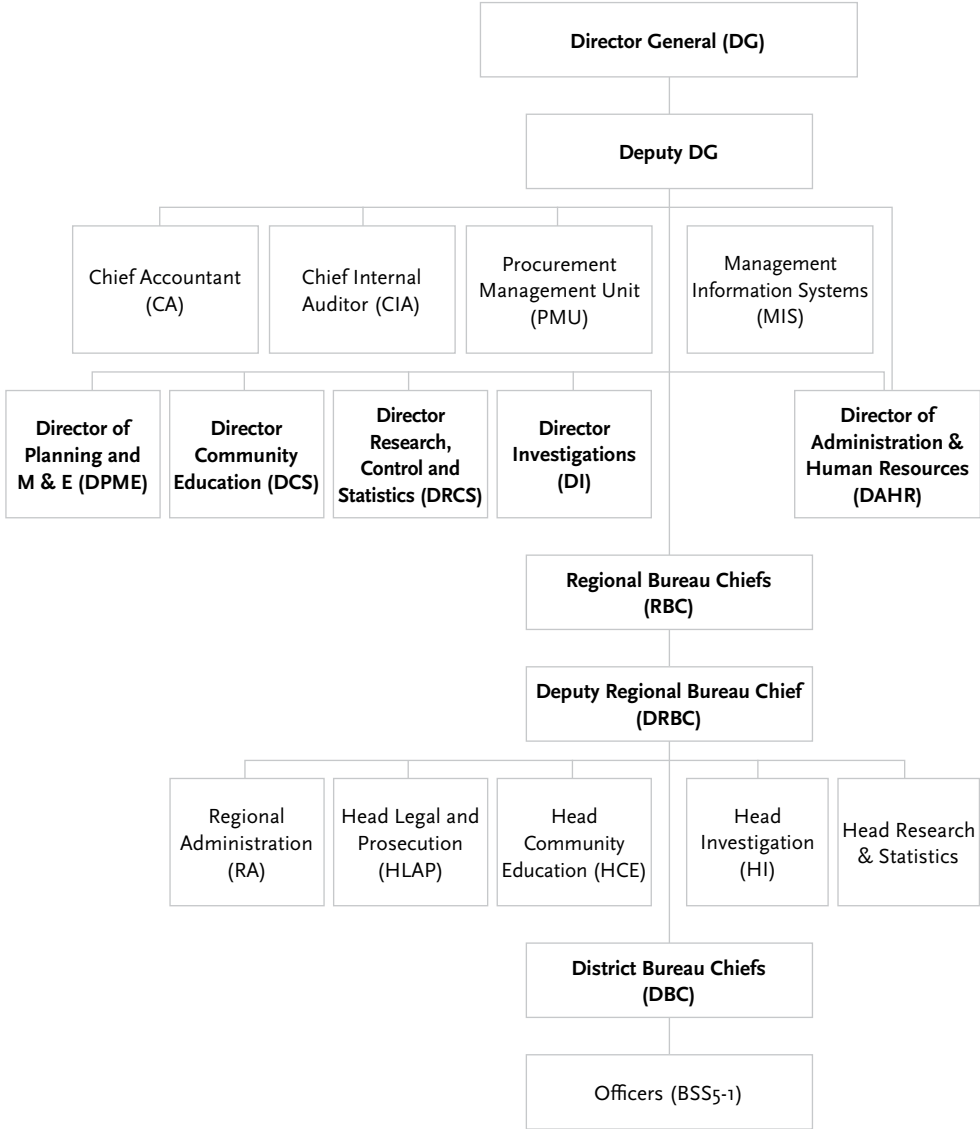 Director General (DG)
Deputy DG
Chief Accountant
(CA)
Chief Internal
Auditor (CIA)
Procurement
Management Unit
(PMU)
Management
Information Systems
(MIS)
Director of
Planning and
M & E (DPME)
Director
Community
Education (DCS)
Director
Research,
Control and
Statistics (DRCS)
Director
Investigations
(DI)
Director of
Administration &
Human Resources
(DAHR)
Regional Bureau Chiefs
(RBC)
Deputy Regional Bureau Chief
(DRBC)
Regional
Administration
(RA)
Head Legal and
Prosecution
(HLAP)
Head
Community
Education (HCE)
Head
Investigation
(HI)
Head Research
& Statistics
District Bureau Chiefs
(DBC)
Officers (BSS5-1)